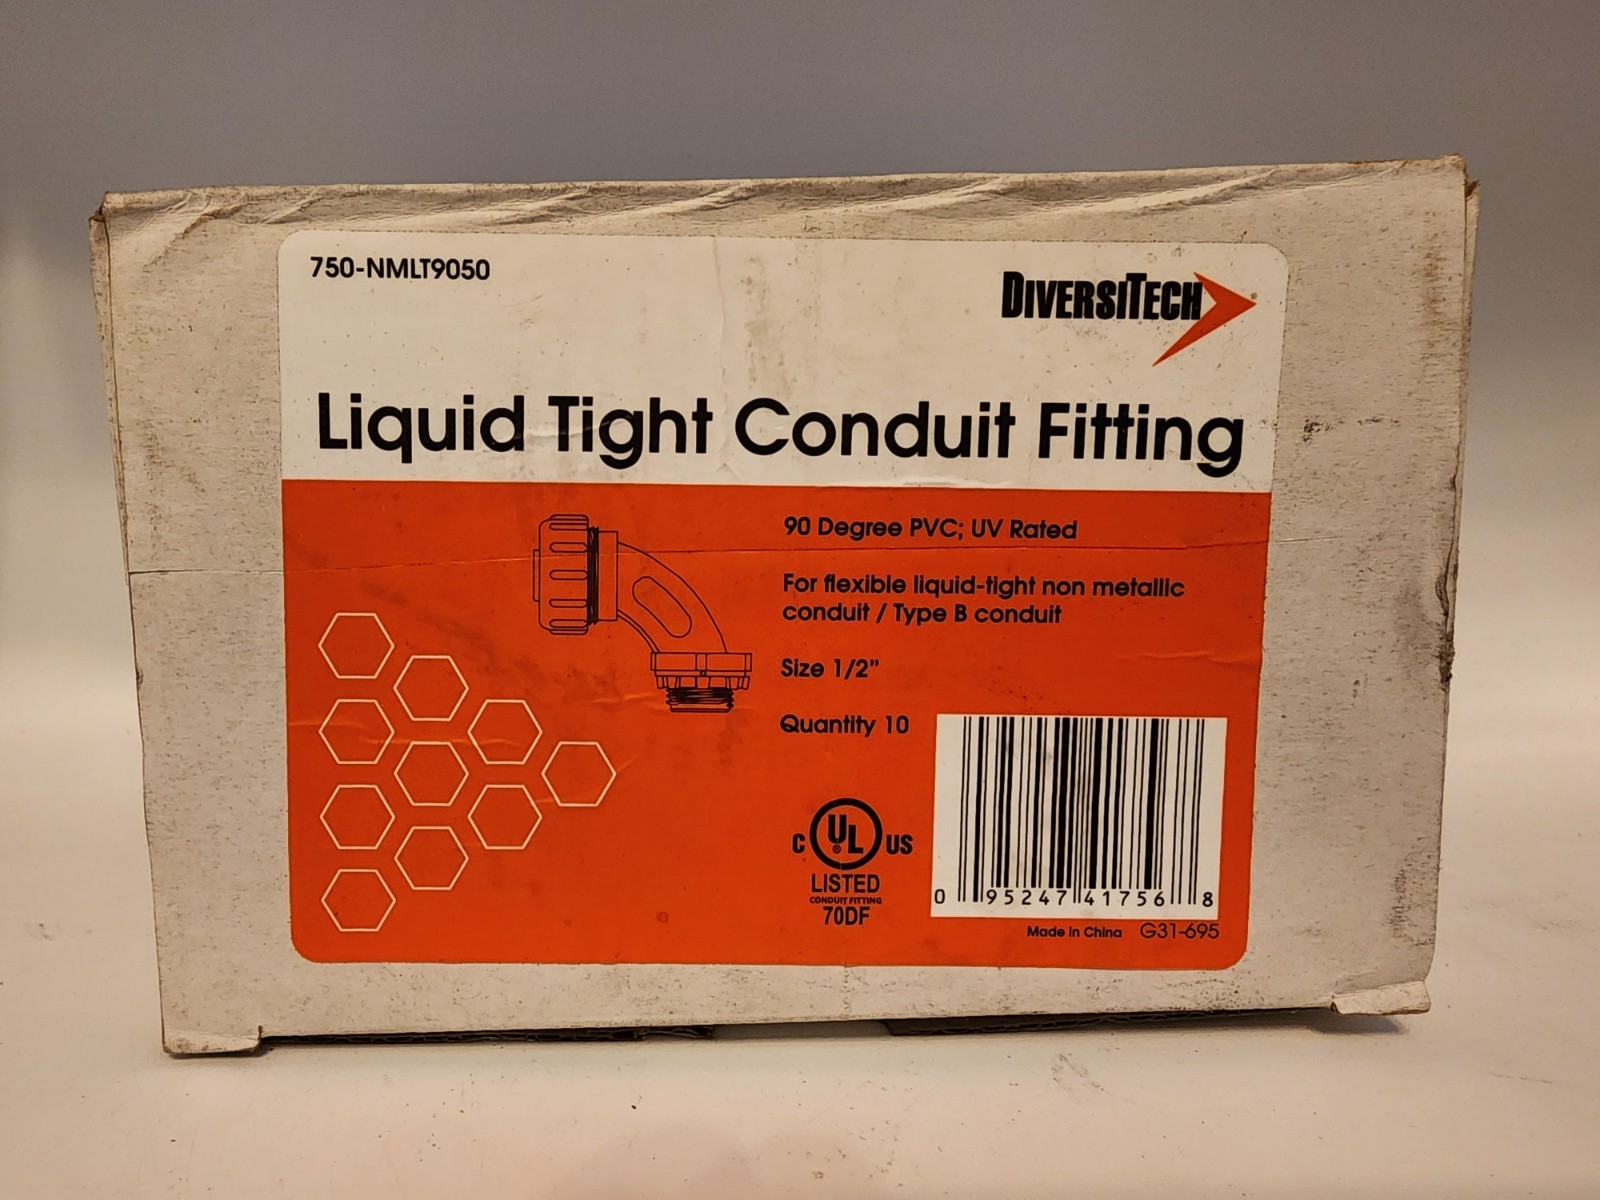 750-NMLT9050
DIVERSITECH
Liquid Tight Conduit Fitting
90 Degree PVC; UV Rated
For flexible liquid-tight non metallic
conduit / Type B conduit
Size 1/2”
Quantity 10
C UL ® US
LISTED
CONDUIT FITTING
70DF
0 95247 41756 8
Made in China G31-695